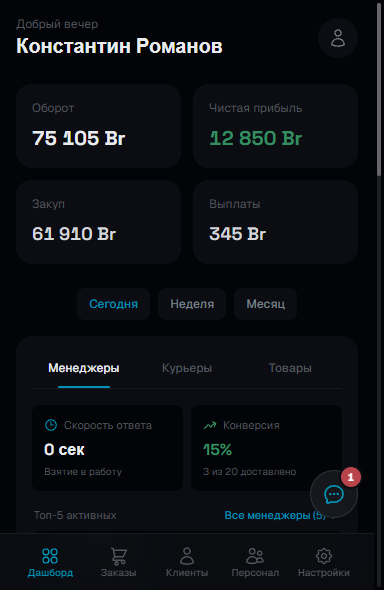 Добрый вечер
Константин Романов
Оборот
75 105 Br
Чистая прибыль
12 850 Br
Закуп
61 910 Br
Выплаты
345 Br
Сегодня Неделя Месяц
Менеджеры Курьеры Товары
Скорость ответа
0 сек
Взятие в работу
Конверсия
15%
3 из 20 доставлено
1
Топ-5 активных Все менеджеры (5)
Дашборд Заказы Клиенты Персонал Настройки